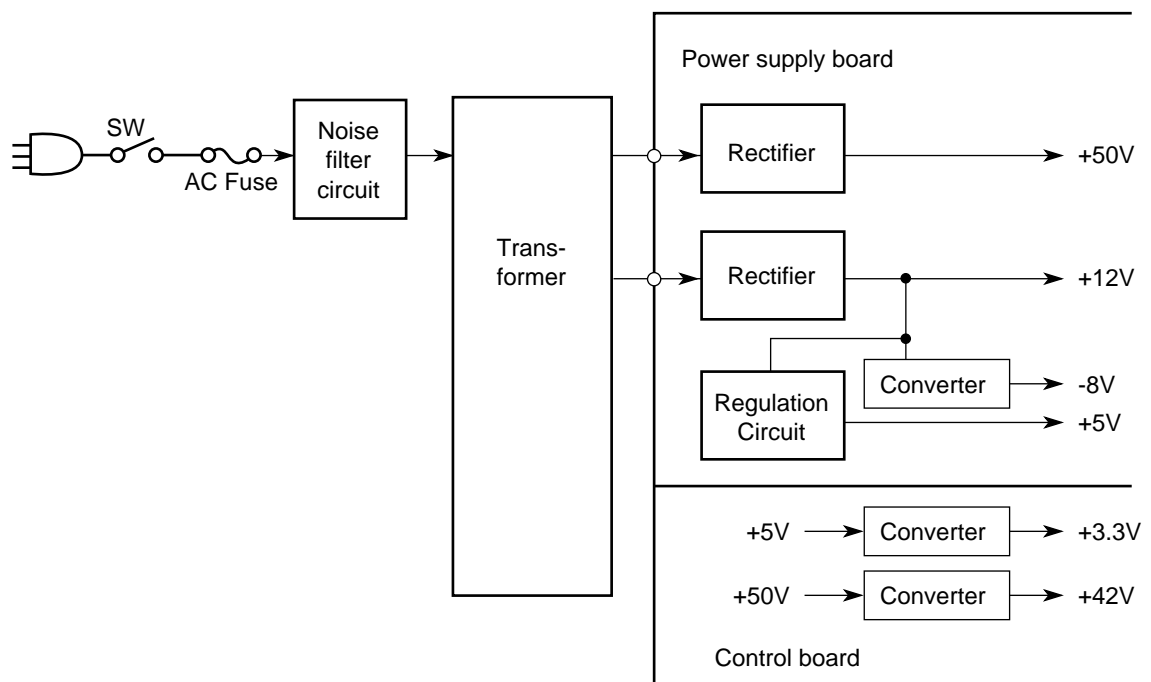 Power supply board
SW
AC Fuse
Noise
filter
circuit
Trans-
former
Rectifier
+50V
Rectifier
+12V
Converter
-8V
Regulation
Circuit
+5V
+5V
Converter
+3.3V
+50V
Converter
+42V
Control board